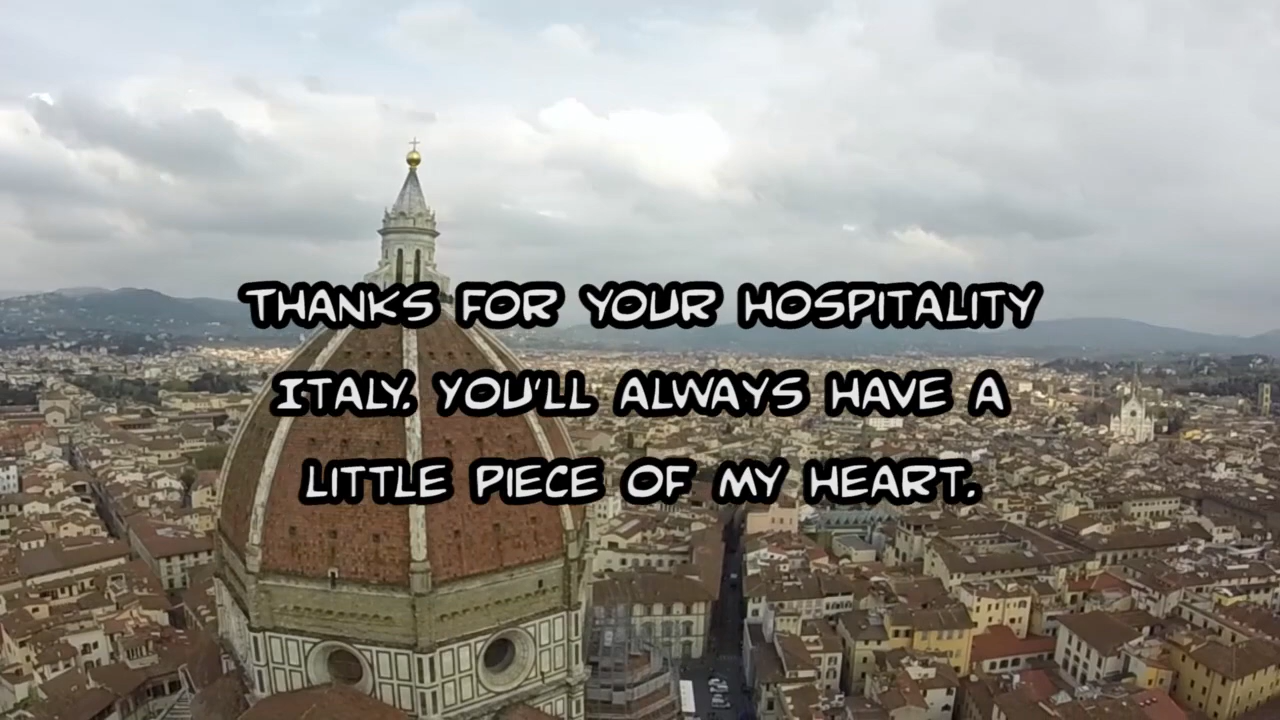 THANKS FOR YOUR HOSPITALITY
ITALY. YOU'LL ALWAYS HAVE A
LITTLE PIECE OF MY HEART.